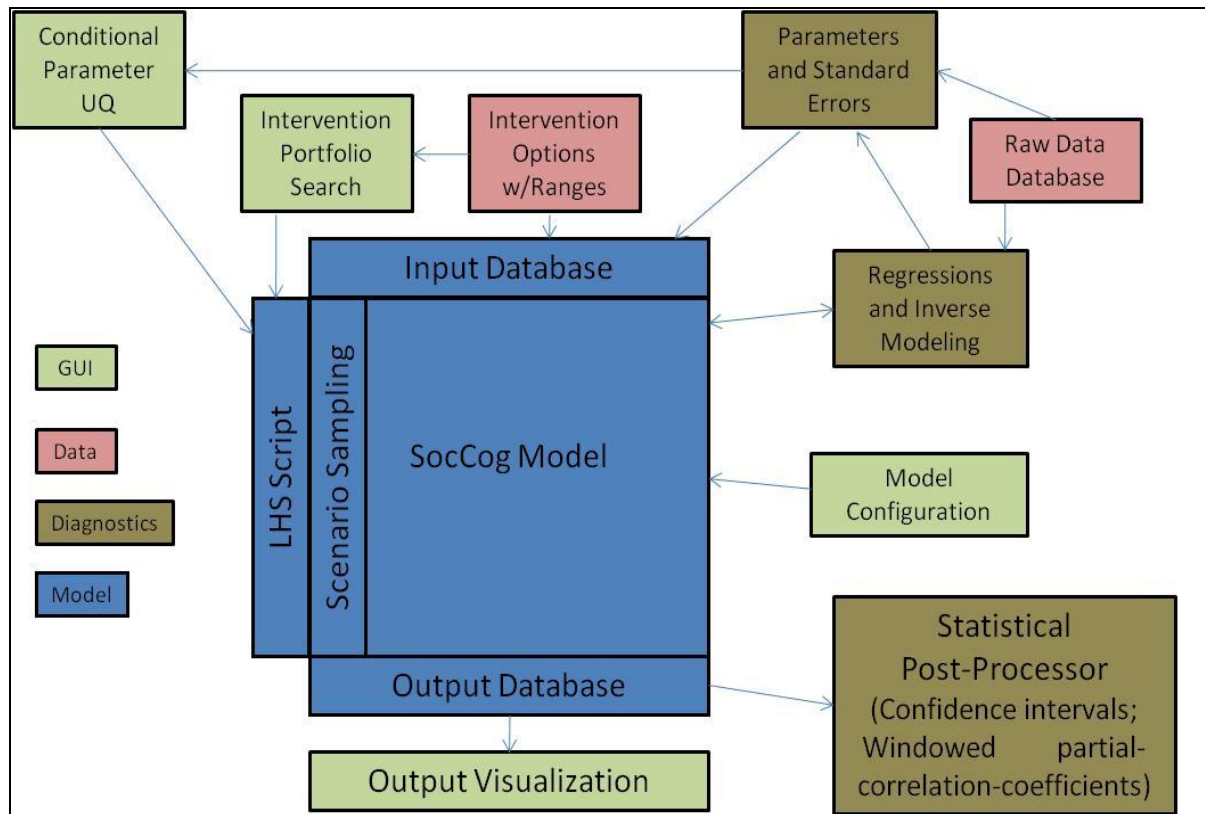 Conditional
Parameter
UQ
Parameters
and Standard
Errors
Intervention
Portfolio
Search
Intervention
Options
w/Ranges
Raw Data
Database
Input Database
Regressions
and Inverse
Modeling
GUI
Data
Diagnostics
Model
LHS Script
Scenario Sampling
SocCog Model
Model
Configuration
Output Database
Statistical
Post-Processor
(Confidence intervals;
Windowed partial-
correlation-coefficients)
Output Visualization